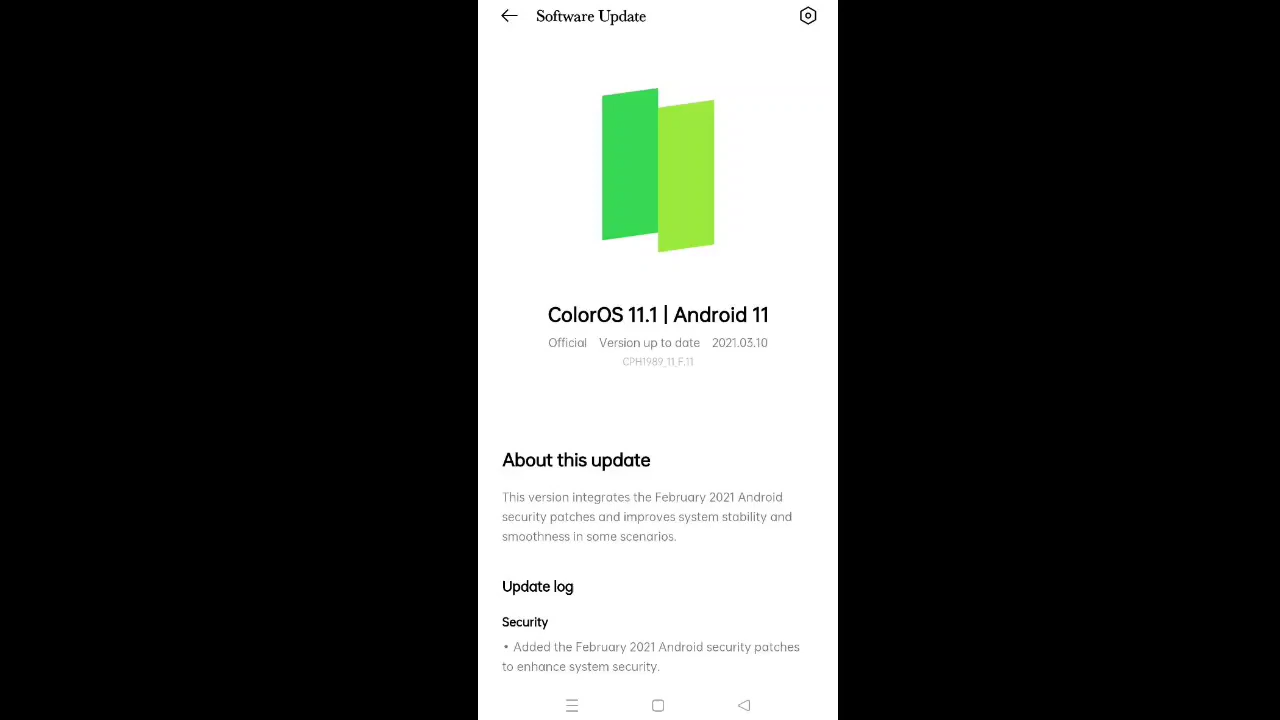 Software Update
ColorOS 11.1 | Android 11
Official Version up to date 2021.03.10
CPH1989_11_F.11
About this update
This version integrates the February 2021 Android
security patches and improves system stability and
smoothness in some scenarios.
Update log
Security
• Added the February 2021 Android security patches
to enhance system security.